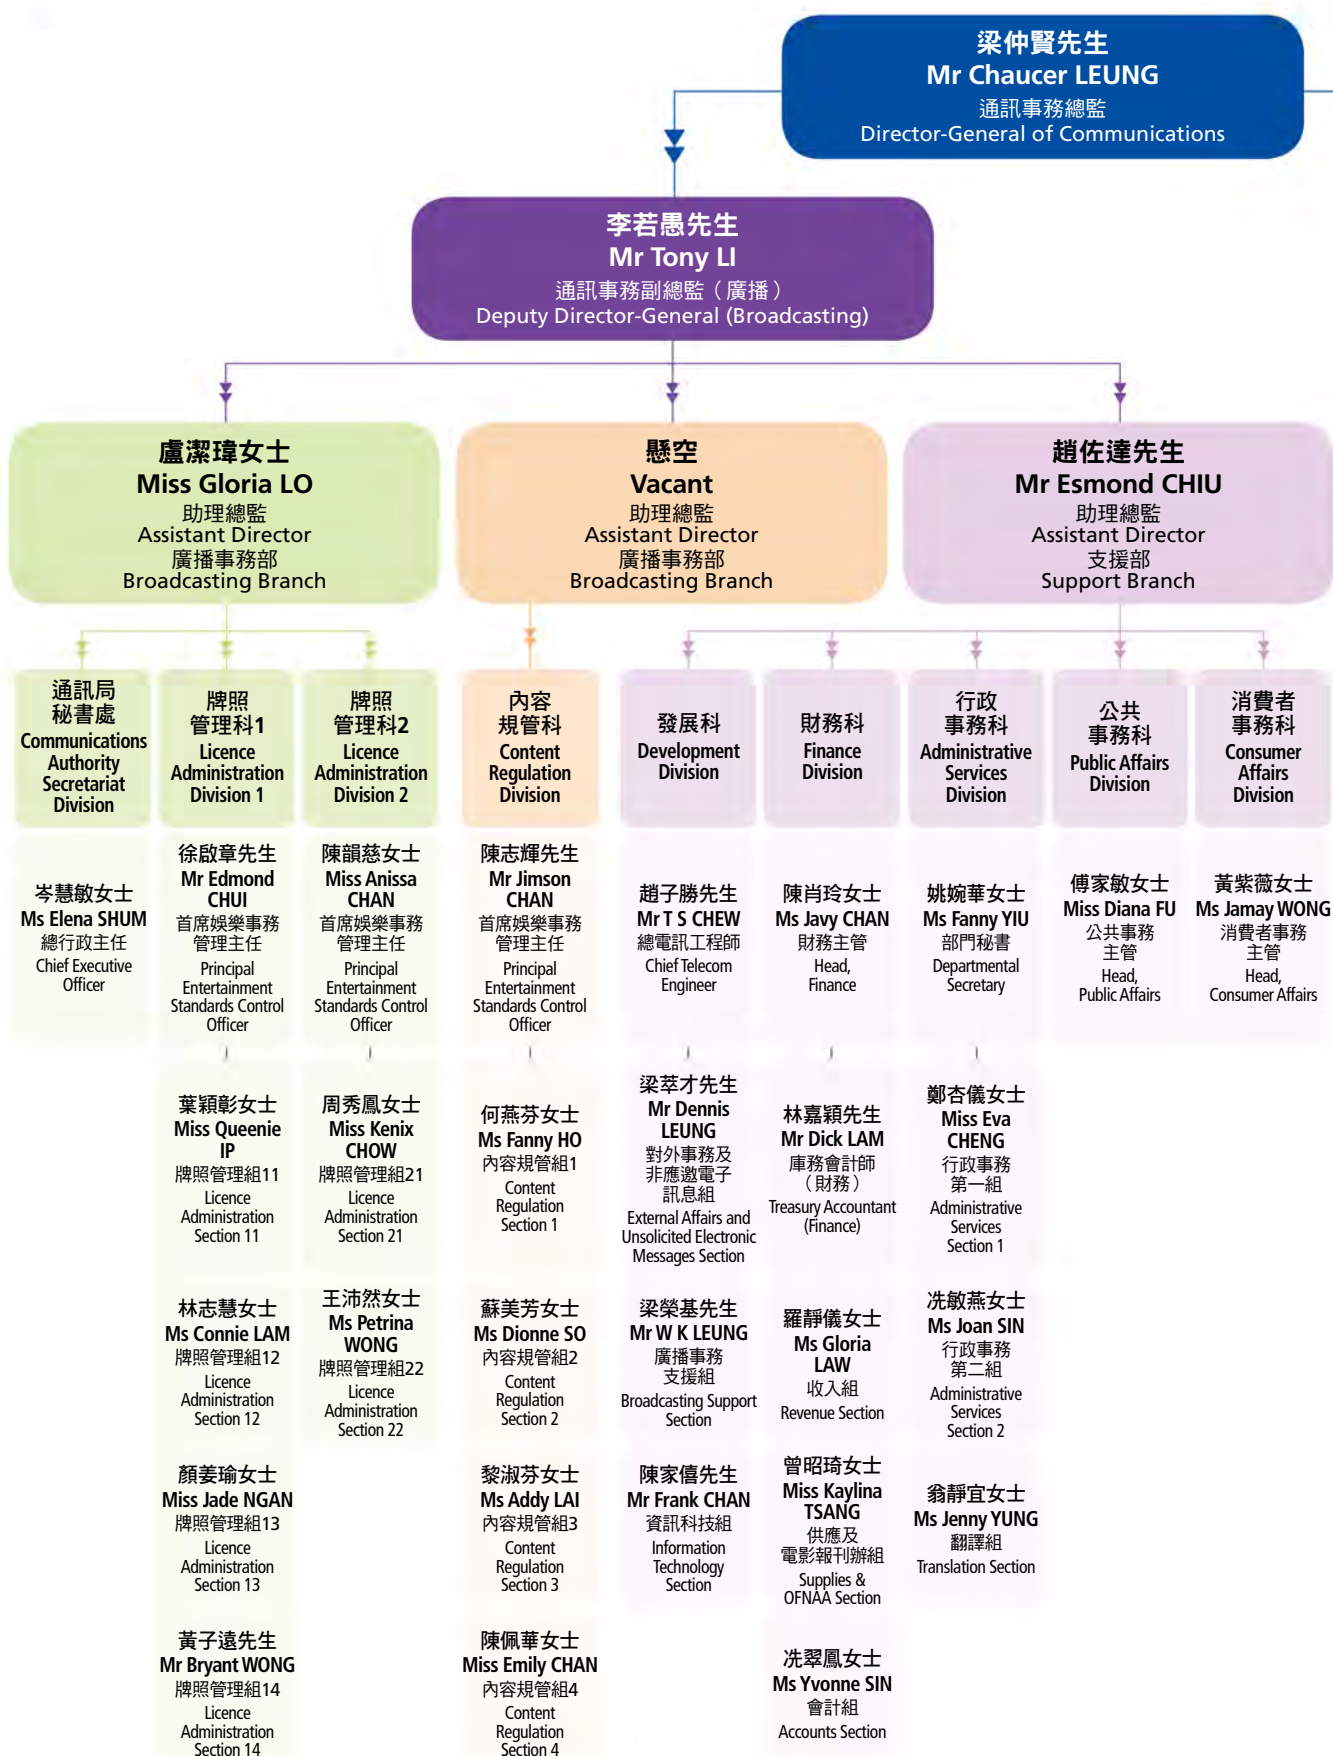 梁仲賢先生
Mr Chaucer LEUNG
通訊事務總監
Director-General of Communications
李若愚先生
Mr Tony LI
通訊事務副總監（廣播）
Deputy Director-General (Broadcasting)
盧潔瑋女士
Miss Gloria LO
助理總監
Assistant Director
廣播事務部
Broadcasting Branch
懸空
Vacant
助理總監
Assistant Director
廣播事務部
Broadcasting Branch
趙佐達先生
Mr Esmond CHIU
助理總監
Assistant Director
支援部
Support Branch
通訊局
秘書處
Communications
Authority
Secretariat
Division
岑慧敏女士
Ms Elena SHUM
總行政主任
Chief Executive
Officer
牌照
管理科1
Licence
Administration
Division 1
徐啟章先生
Mr Edmond
CHUI
首席娛樂事務
管理主任
Principal
Entertainment
Standards Control
Officer
葉穎彰女士
Miss Queenie
IP
牌照管理組11
Licence
Administration
Section 11
林志慧女士
Ms Connie LAM
牌照管理組12
Licence
Administration
Section 12
顏姜瑜女士
Miss Jade NGAN
牌照管理組13
Licence
Administration
Section 13
黃子遠先生
Mr Bryant WONG
牌照管理組14
Licence
Administration
Section 14
牌照
管理科2
Licence
Administration
Division 2
陳韻慈女士
Miss Anissa
CHAN
首席娛樂事務
管理主任
Principal
Entertainment
Standards Control
Officer
周秀鳳女士
Miss Kenix
CHOW
牌照管理組21
Licence
Administration
Section 21
王沛然女士
Ms Petrina
WONG
牌照管理組22
Licence
Administration
Section 22
內容
規管科
Content
Regulation
Division
陳志輝先生
Mr Jimson
CHAN
首席娛樂事務
管理主任
Principal
Entertainment
Standards Control
Officer
何燕芬女士
Ms Fanny HO
內容規管組1
Content
Regulation
Section 1
蘇美芳女士
Ms Dionne SO
內容規管組2
Content
Regulation
Section 2
黎淑芬女士
Ms Addy LAI
內容規管組3
Content
Regulation
Section 3
陳佩華女士
Miss Emily CHAN
內容規管組4
Content
Regulation
Section 4
發展科
Development
Division
趙子勝先生
Mr T S CHEW
總電訊工程師
Chief Telecom
Engineer
梁萃才先生
Mr Dennis
LEUNG
對外事務及
非應邀電子
訊息組
External Affairs and
Unsolicited Electronic
Messages Section
梁榮基先生
Mr W K LEUNG
廣播事務
支援組
Broadcasting Support
Section
陳家僖先生
Mr Frank CHAN
資訊科技組
Information
Technology
Section
財務科
Finance
Division
陳肖玲女士
Ms Javy CHAN
財務主管
Head,
Finance
林嘉穎先生
Mr Dick LAM
庫務會計師
（財務）
Treasury Accountant
(Finance)
羅靜儀女士
Ms Gloria
LAW
收入組
Revenue Section
曾昭琦女士
Miss Kaylina
TSANG
供應及
電影報刊辦組
Supplies &
OFNAA Section
冼翠鳳女士
Ms Yvonne SIN
會計組
Accounts Section
行政
事務科
Administrative
Services
Division
姚婉華女士
Ms Fanny YIU
部門秘書
Departmental
Secretary
鄭杏儀女士
Miss Eva
CHENG
行政事務
第一組
Administrative
Services
Section 1
冼敏燕女士
Ms Joan SIN
行政事務
第二組
Administrative
Services
Section 2
翁靜宜女士
Ms Jenny YUNG
翻譯組
Translation Section
公共
事務科
Public Affairs
Division
傅家敏女士
Miss Diana FU
公共事務
主管
Head,
Public Affairs
消費者
事務科
Consumer
Affairs
Division
黃紫薇女士
Ms Jamay WONG
消費者事務
主管
Head,
Consumer Affairs